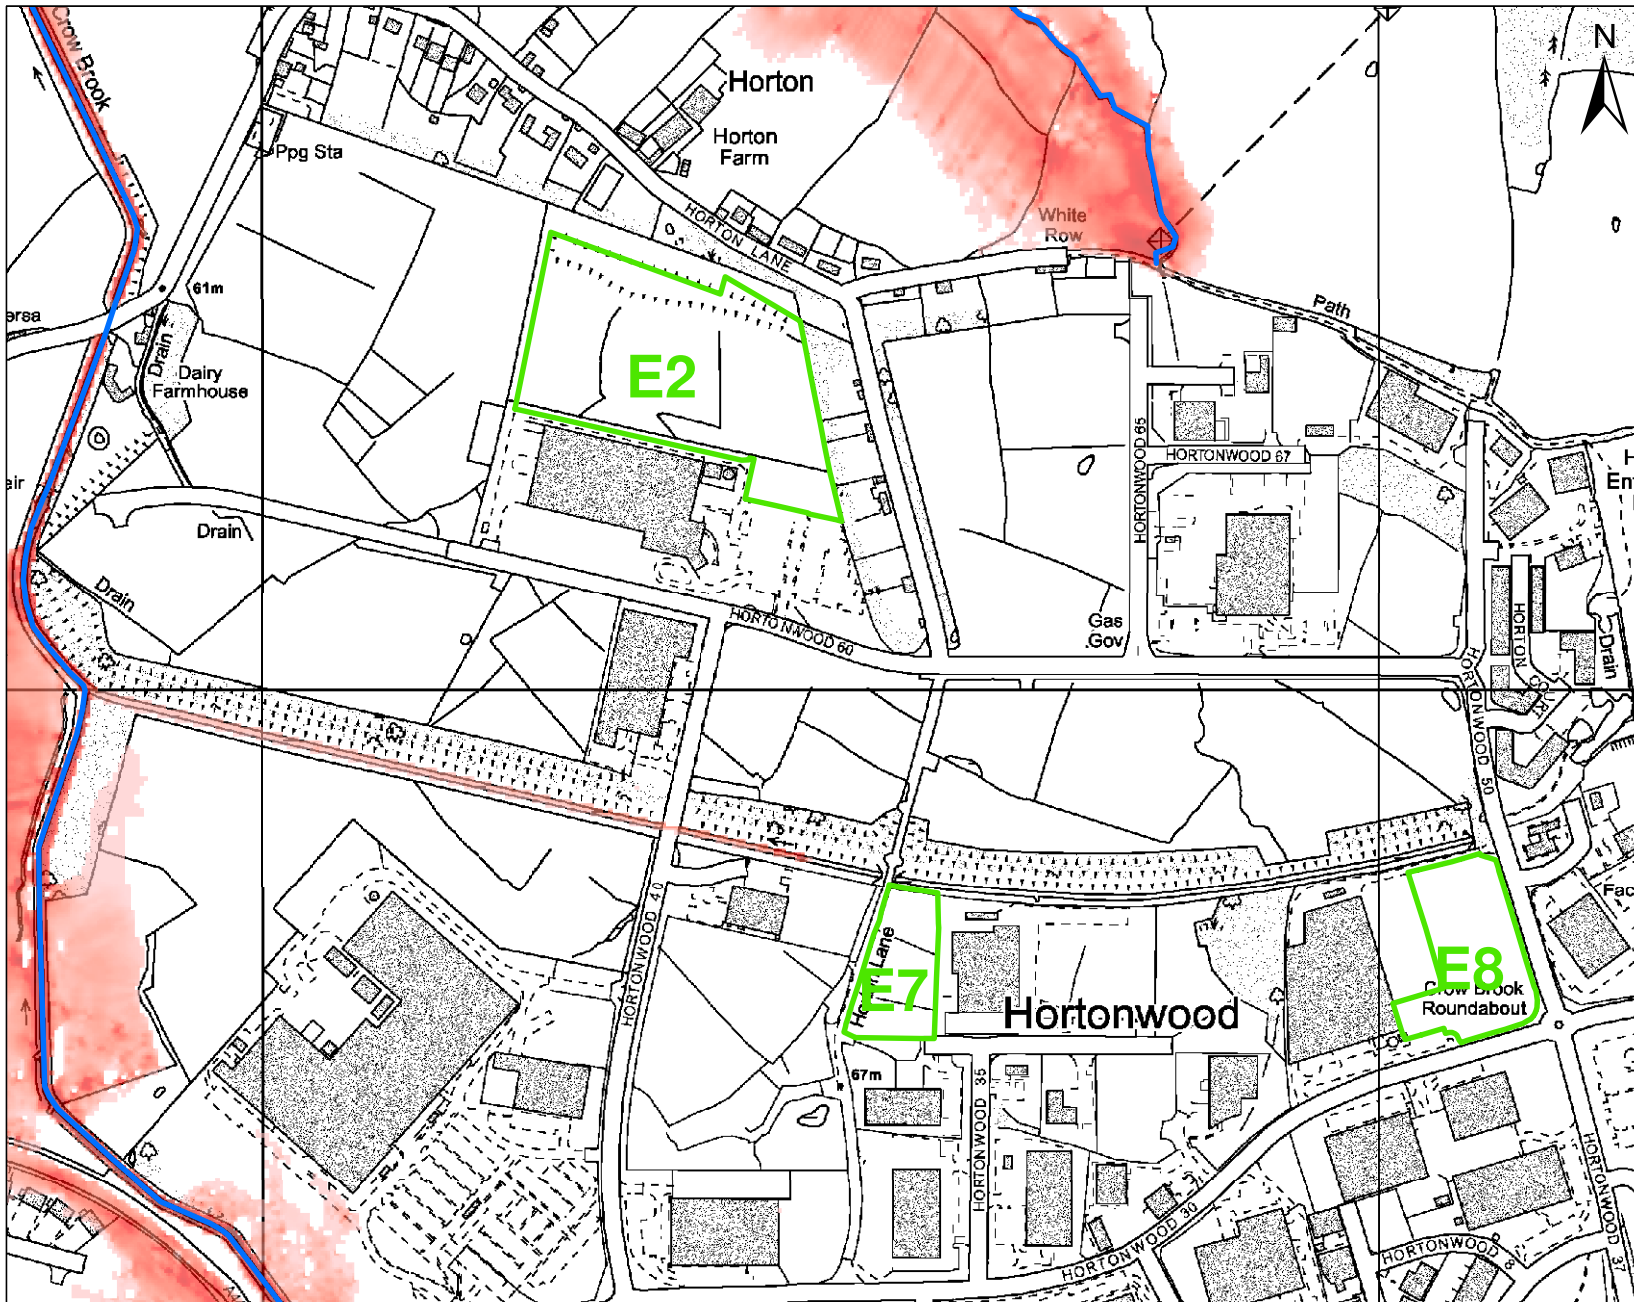 Crow Brook
N
Horton
Horton
Farm
Ppg Sta
HORTON LANE
White
Row
Path
61m
ersa
Drain
Dairy
Farmhouse
E2
HORTONWOOD 65
HORTONWOOD 67
H
En
eir
Drain
Drain
HORTONWOOD 60
Gas
Gov
HORTON COURT
Drain
HORTONWOOD 50
HORTONWOOD 40
Lane
E7
Hortonwood
E8
Crow Brook
Roundabout
Fac
67m
HORTONWOOD 35
HORTONWOOD 30
HORTONWOOD
HORTONWOOD 37